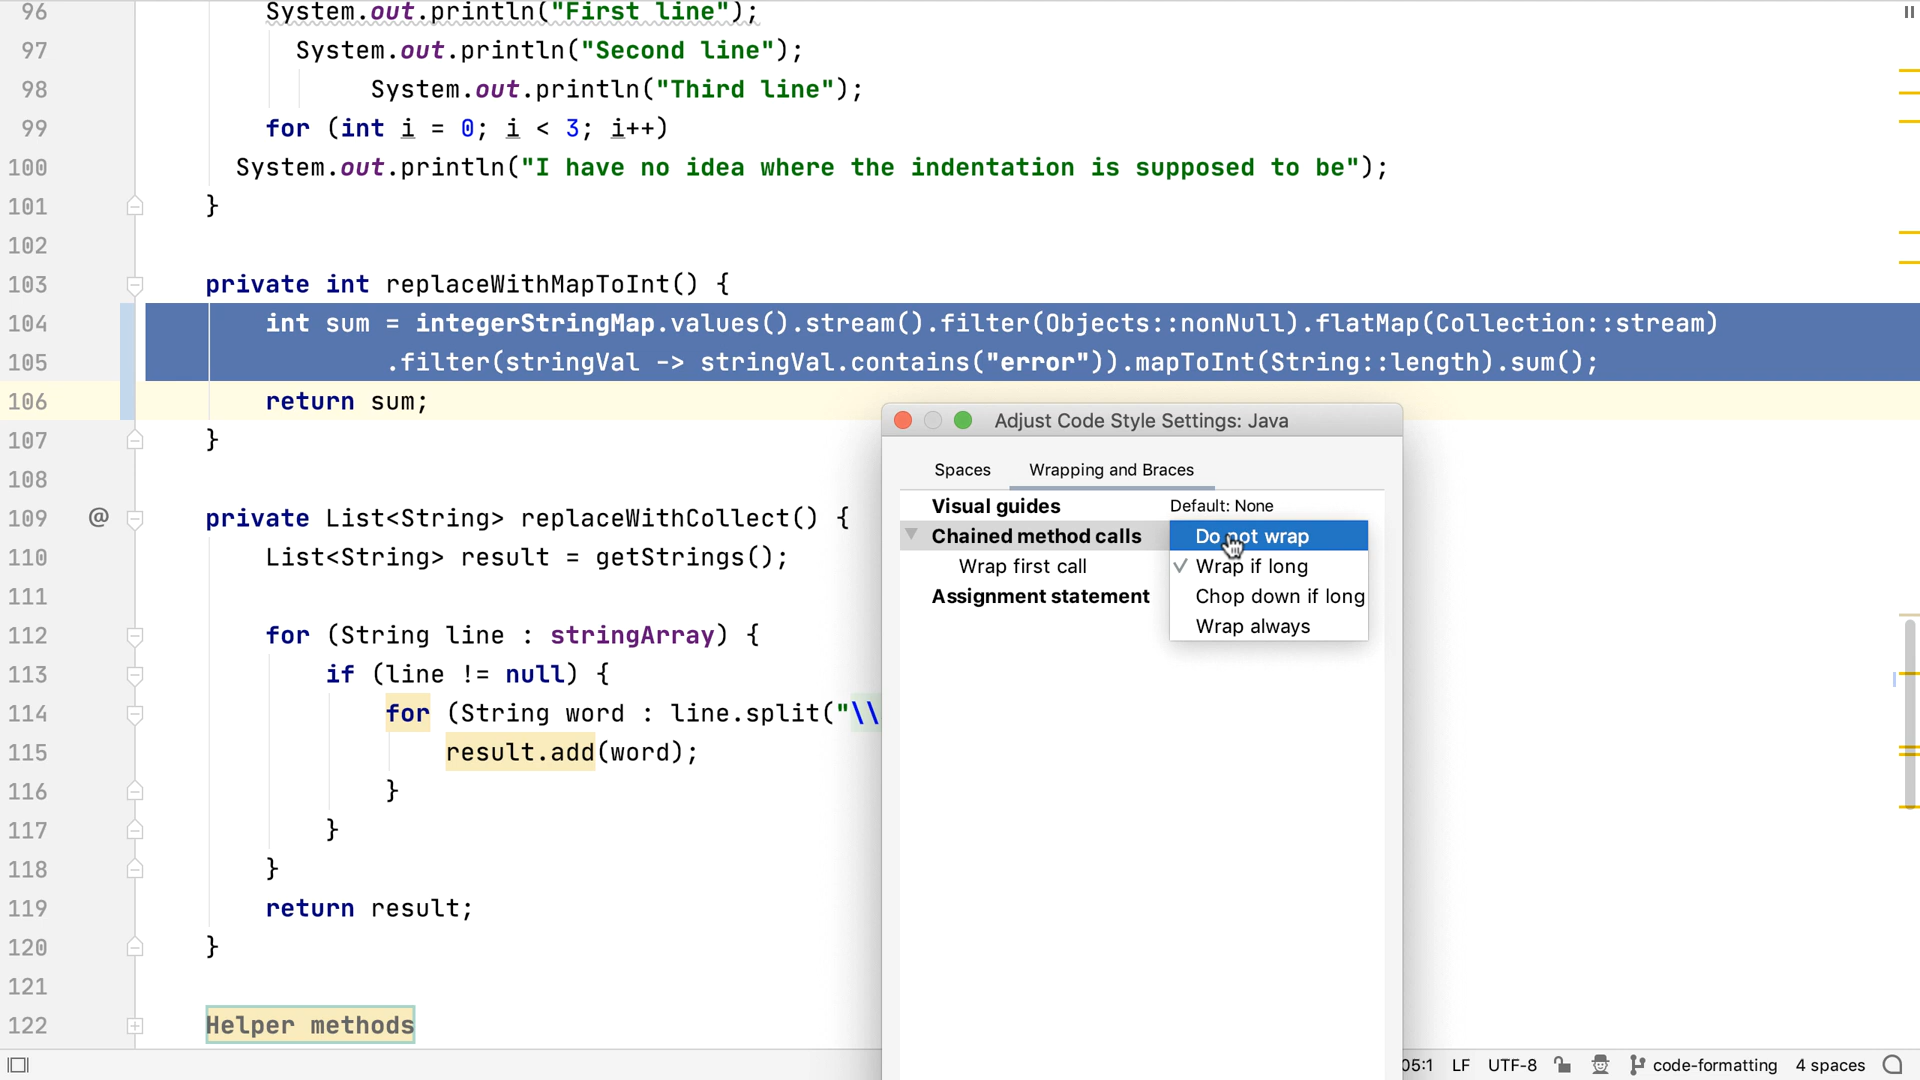 96 System.out.println("First line");
97 System.out.println("Second line");
98 System.out.println("Third line");
99 for (int i = 0; i < 3; i++)
100 System.out.println("I have no idea where the indentation is supposed to be");
101 }
102
103 private int replaceWithMapToInt() {
104 int sum = integerStringMap.values().stream().filter(Objects::nonNull).flatMap(Collection::stream)
105 .filter(stringVal -> stringVal.contains("error")).mapToInt(String::length).sum();
106 return sum;
107 }
108
109 @ private List<String> replaceWithCollect() {
110 List<String> result = getStrings();
111
112 for (String line : stringArray) {
113 if (line != null) {
114 for (String word : line.split("\\
115 result.add(word);
116 }
117 }
118 }
119 return result;
120 }
121
122 Helper methods
Adjust Code Style Settings: Java
Spaces Wrapping and Braces
Visual guides Default: None
Chained method calls Do not wrap
Wrap first call Wrap if long
Assignment statement Chop down if long
Wrap always
05:1 LF UTF-8 code-formatting 4 spaces